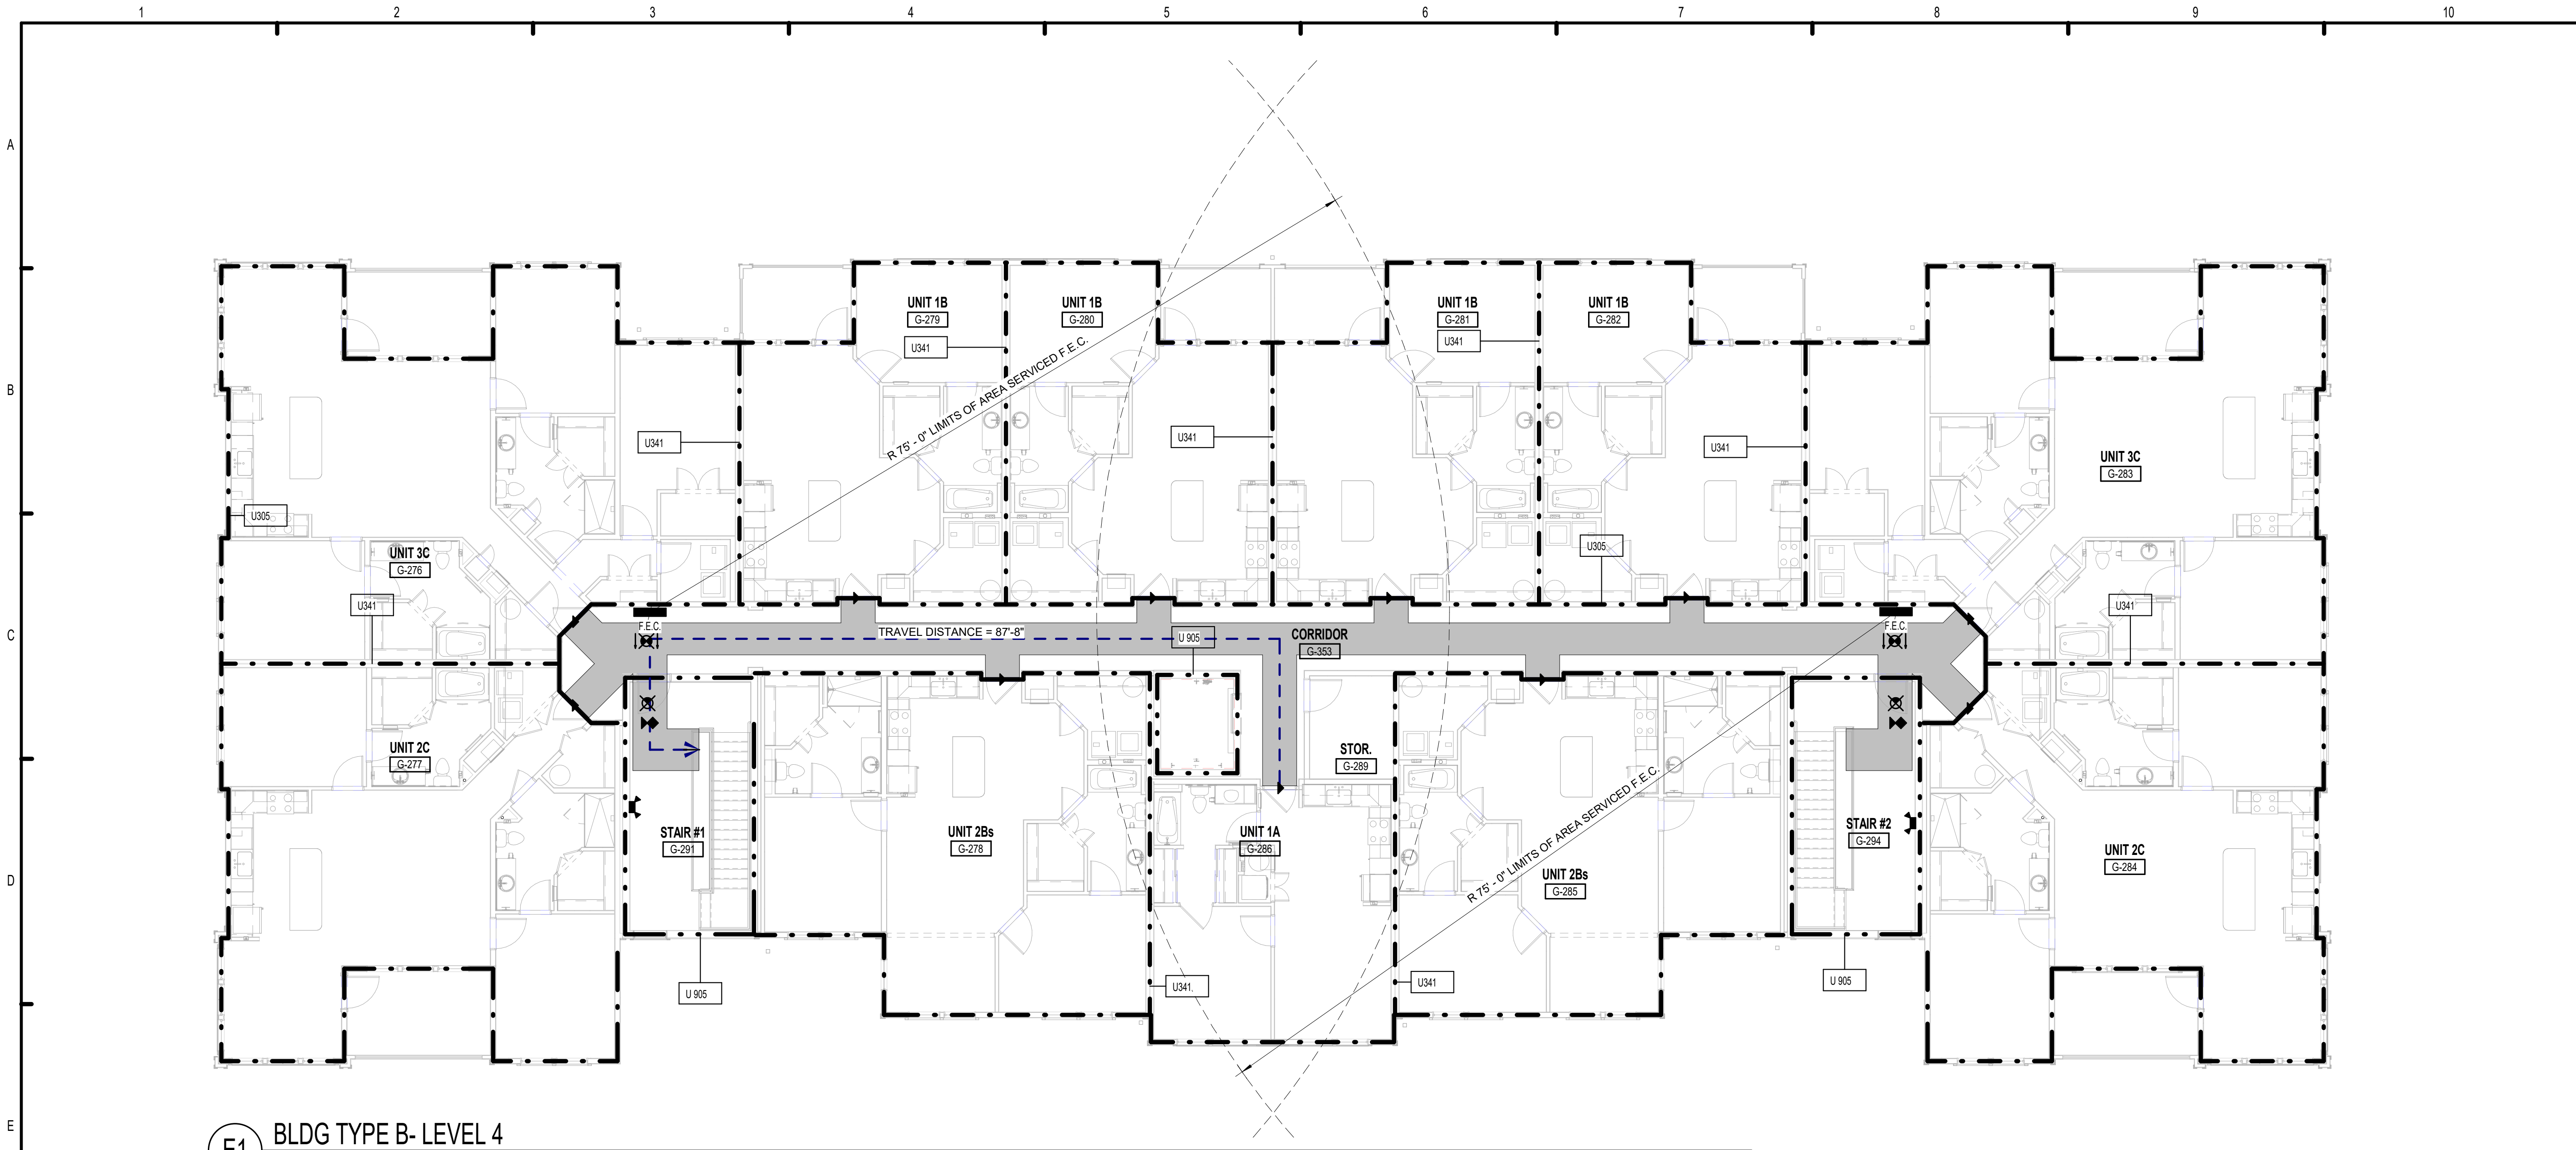 1 2 3 4 5 6 7 8 9 10
A
UNIT 1B
G-279
UNIT 1B
G-280
UNIT 1B
G-281
UNIT 1B
G-282
U341
U341
R 75' - 0" LIMITS OF AREA SERVICED F.E.C.
B
U341
U341
U341
UNIT 3C
G-283
U305
U305
UNIT 3C
G-276
U341
U341
C
F.E.C.
TRAVEL DISTANCE = 87'-8"
U 905
CORRIDOR
G-353
F.E.C.
UNIT 2C
G-277
STOR.
G-289
R 75' - 0" LIMITS OF AREA SERVICED F.E.C.
STAIR #1
G-291
UNIT 2Bs
G-278
UNIT 1A
G-286
UNIT 2Bs
G-285
STAIR #2
G-294
UNIT 2C
G-284
D
U 905
U341.
U341
U 905
E
E1
BLDG TYPE B- LEVEL 4